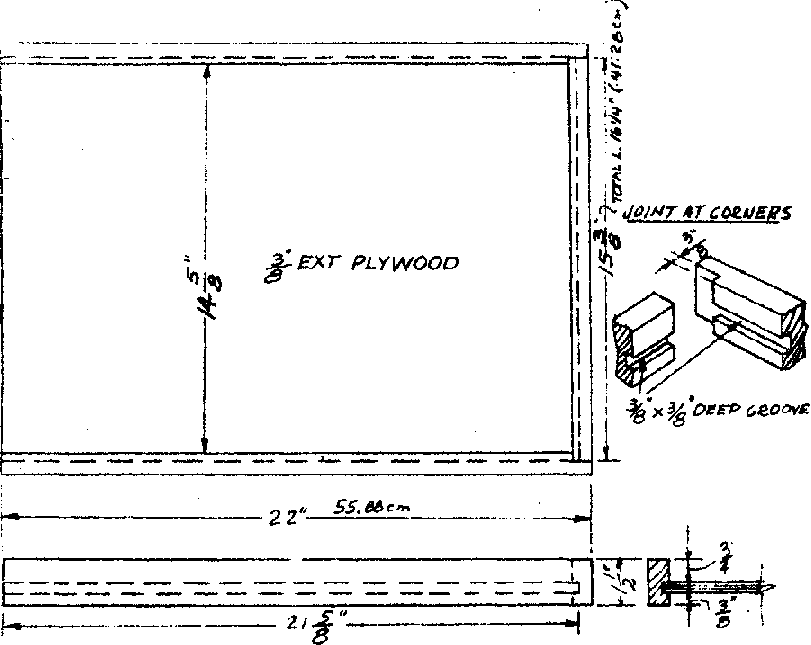 TOTAL L. 16 1/4" (41.28cm)
15 3/8"
JOINT AT CORNERS
3/8"
14 5/8"
3/8" EXT PLYWOOD
3/8" x 3/8" DEEP GROOVE
22" 55.88cm
1 1/2"
3/4
3/8"
21 5/8"